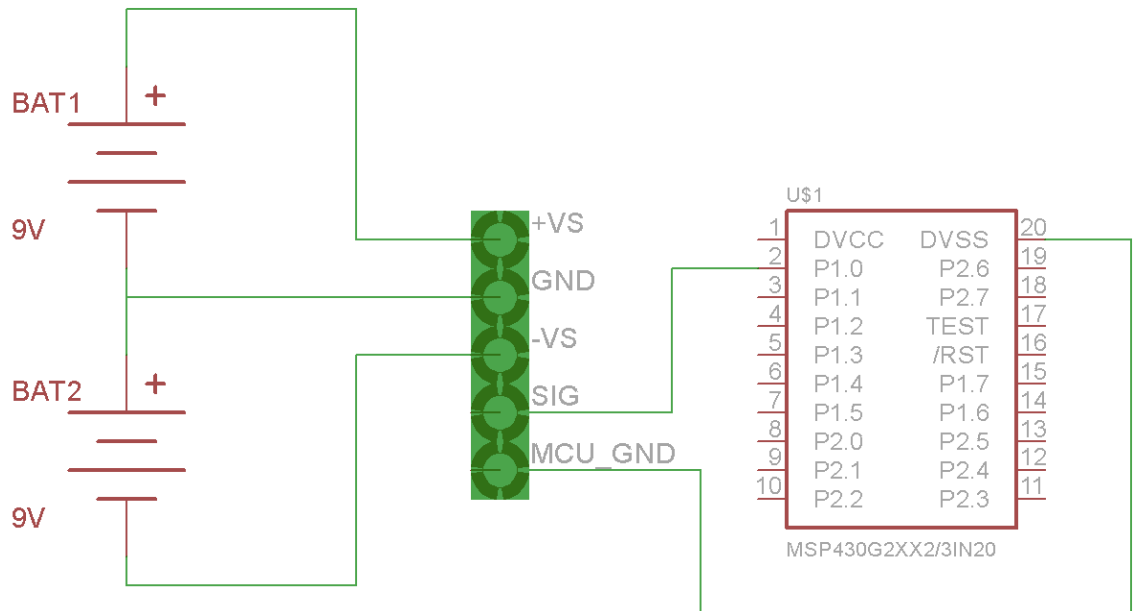 BAT1
+
9V
BAT2
+
9V
+VS
GND
-VS
SIG
MCU_GND
U$1
1 DVCC DVSS 20
2 P1.0 P2.6 19
3 P1.1 P2.7 18
4 P1.2 TEST 17
5 P1.3 /RST 16
6 P1.4 P1.7 15
7 P1.5 P1.6 14
8 P2.0 P2.5 13
9 P2.1 P2.4 12
10 P2.2 P2.3 11
MSP430G2XX2/3IN20